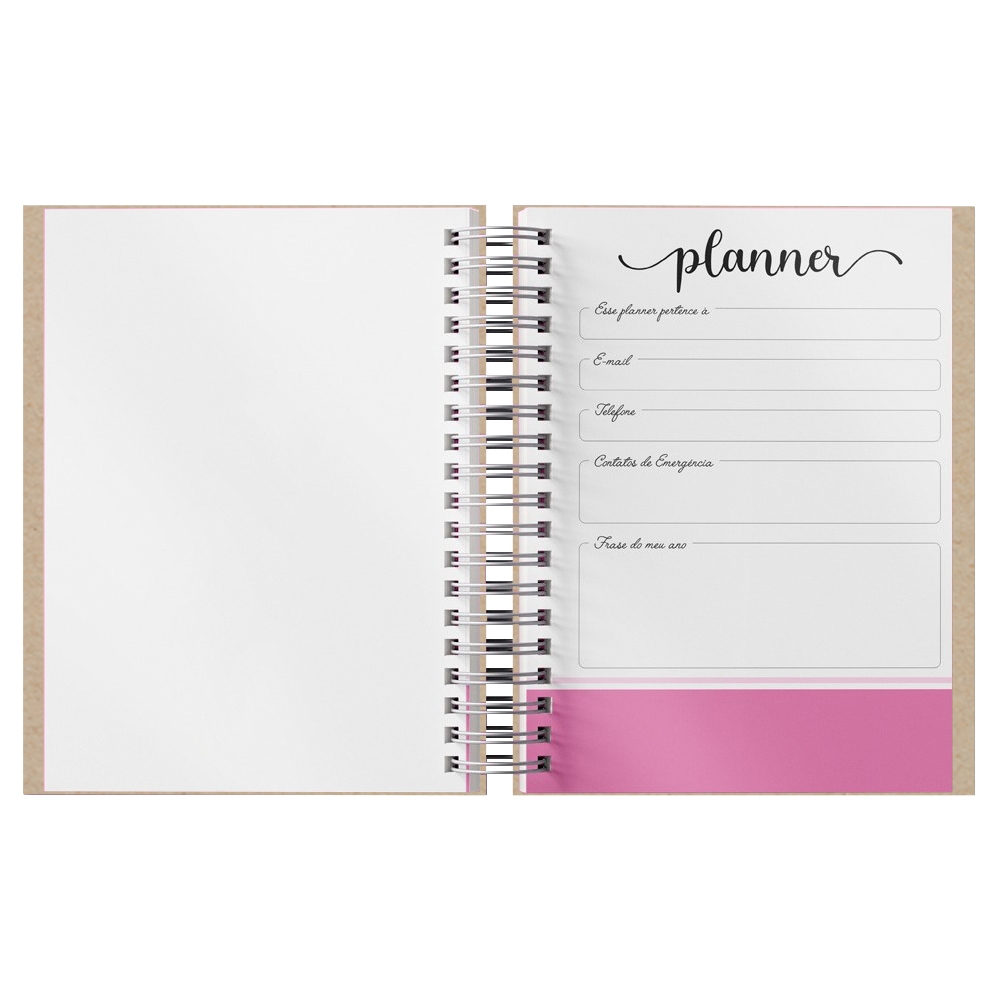 planner
Esse planner pertence à
E-mail
Telefone
Contatos de Emergência
Frase do meu ano